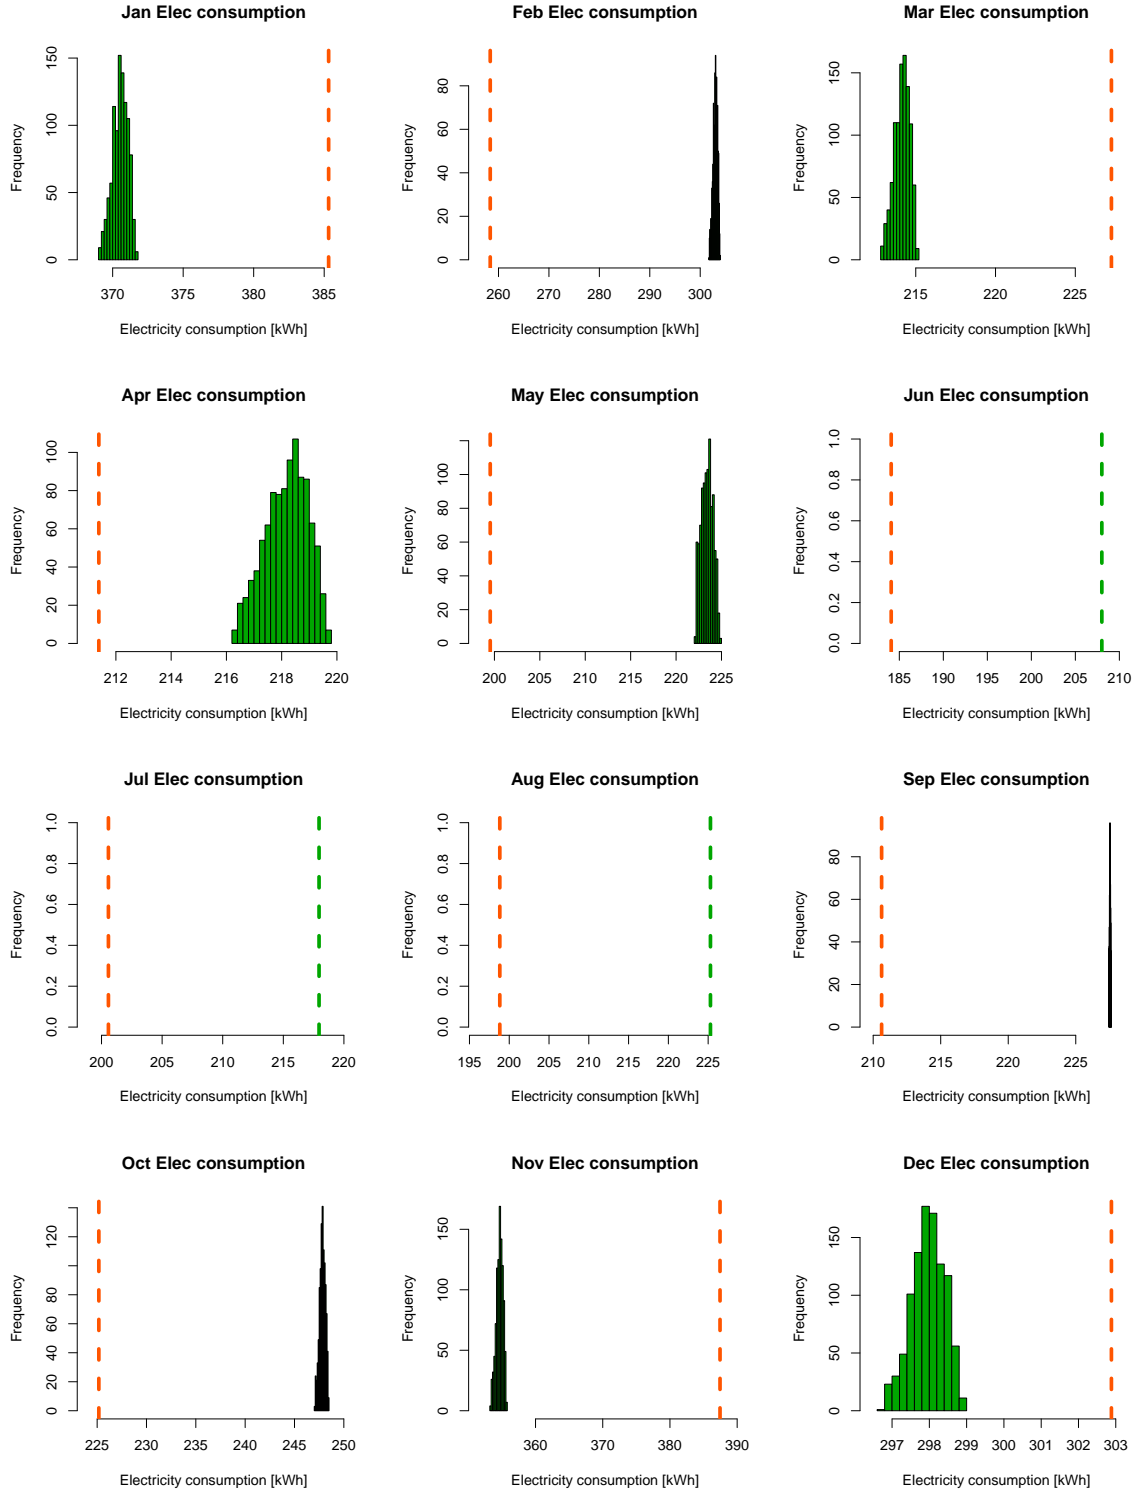 Jan Elec consumption
Feb Elec consumption
Mar Elec consumption
Frequency
0 50 100 150
370 375 380 385
Electricity consumption [kWh]
Frequency
0 20 40 60 80
260 270 280 290 300
Electricity consumption [kWh]
Frequency
0 50 100 150
215 220 225
Electricity consumption [kWh]
Apr Elec consumption
May Elec consumption
Jun Elec consumption
Frequency
0 20 40 60 80 100
212 214 216 218 220
Electricity consumption [kWh]
Frequency
0 20 40 60 80 100
200 205 210 215 220 225
Electricity consumption [kWh]
Frequency
0.0 0.2 0.4 0.6 0.8 1.0
185 190 195 200 205 210
Electricity consumption [kWh]
Jul Elec consumption
Aug Elec consumption
Sep Elec consumption
Frequency
0.0 0.2 0.4 0.6 0.8 1.0
200 205 210 215 220
Electricity consumption [kWh]
Frequency
0.0 0.2 0.4 0.6 0.8 1.0
195 200 205 210 215 220 225
Electricity consumption [kWh]
Frequency
0 20 40 60 80
210 215 220 225
Electricity consumption [kWh]
Oct Elec consumption
Nov Elec consumption
Dec Elec consumption
Frequency
0 20 40 60 80 120
225 230 235 240 245 250
Electricity consumption [kWh]
Frequency
0 50 100 150
360 370 380 390
Electricity consumption [kWh]
Frequency
0 50 100 150
297 298 299 300 301 302 303
Electricity consumption [kWh]